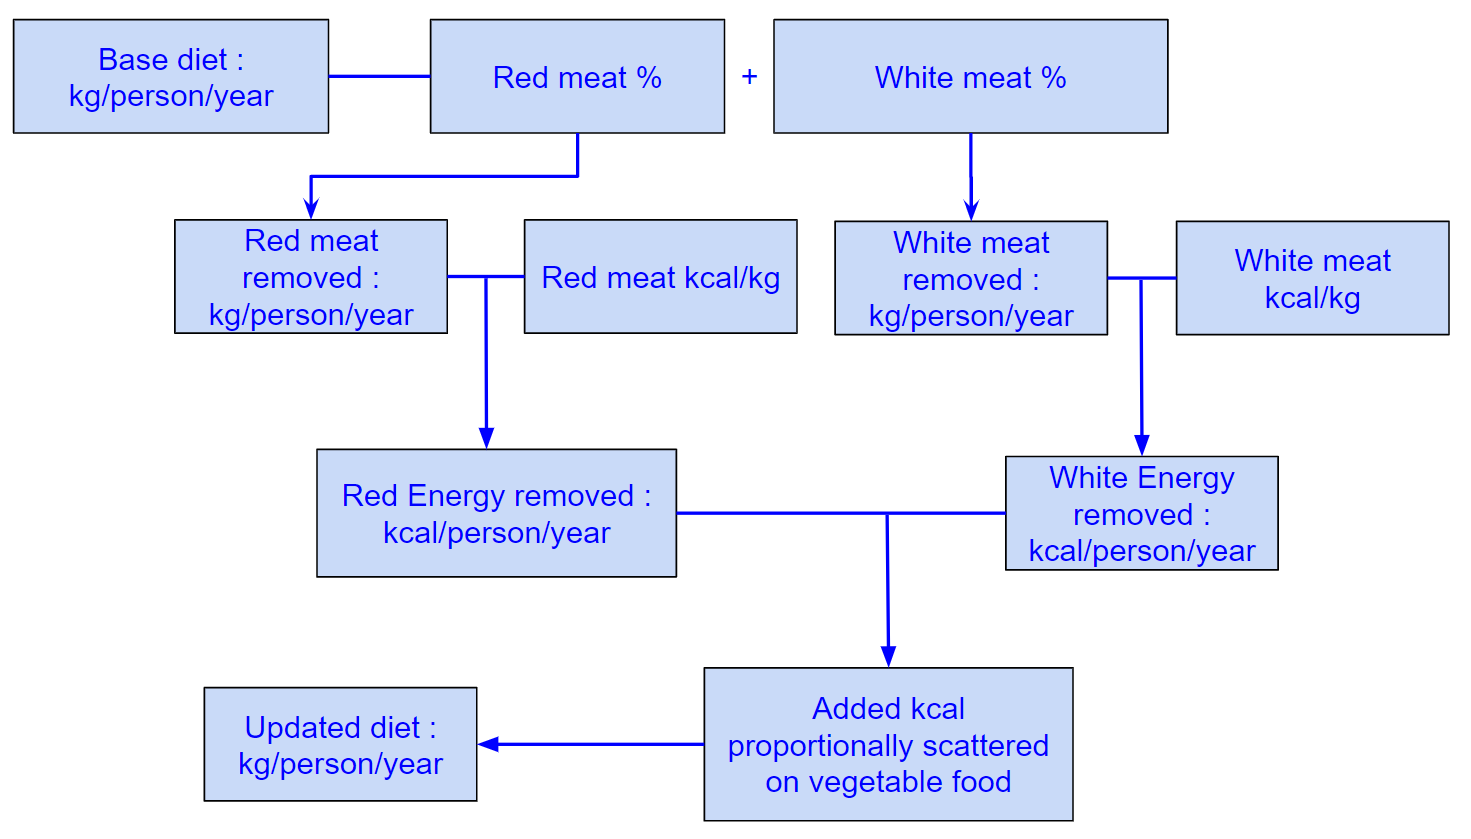 Base diet :
kg/person/year
Red meat %
+
White meat %
Red meat
removed :
kg/person/year
Red meat kcal/kg
White meat
removed :
kg/person/year
White meat
kcal/kg
Red Energy removed :
kcal/person/year
White Energy
removed :
kcal/person/year
Updated diet :
kg/person/year
Added kcal
proportionally scattered
on vegetable food